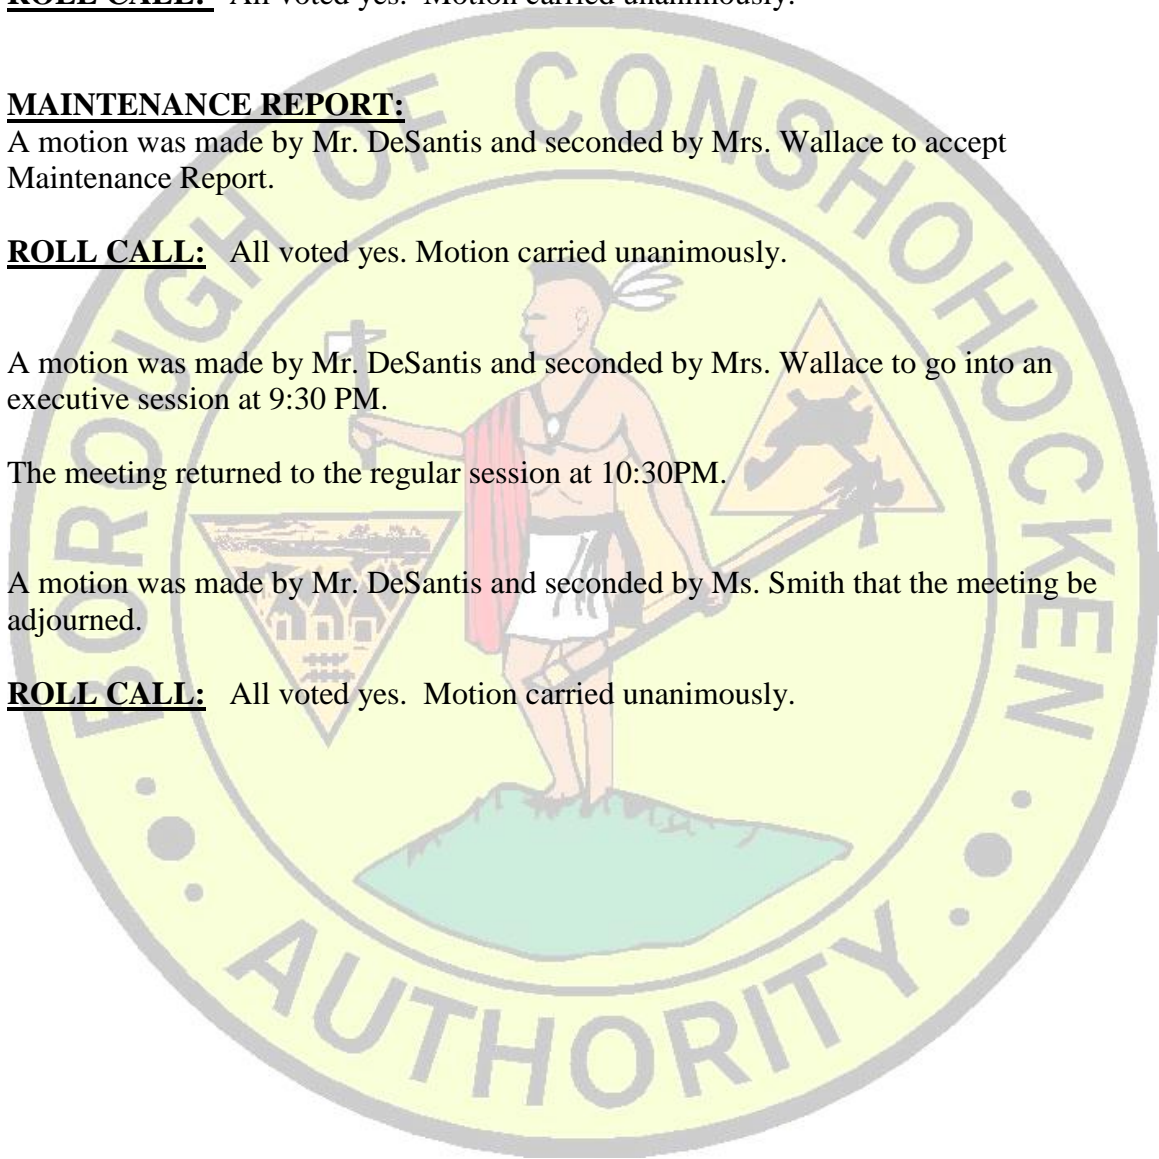 ROLL CALL: All voted yes. Motion carried unanimously.
MAINTENANCE REPORT:
A motion was made by Mr. DeSantis and seconded by Mrs. Wallace to accept
Maintenance Report.
ROLL CALL: All voted yes. Motion carried unanimously.
A motion was made by Mr. DeSantis and seconded by Mrs. Wallace to go into an
executive session at 9:30 PM.
The meeting returned to the regular session at 10:30PM.
A motion was made by Mr. DeSantis and seconded by Ms. Smith that the meeting be
adjourned.
ROLL CALL: All voted yes. Motion carried unanimously.
BOROUGH OF CONSHOHOCKEN
AUTHORITY